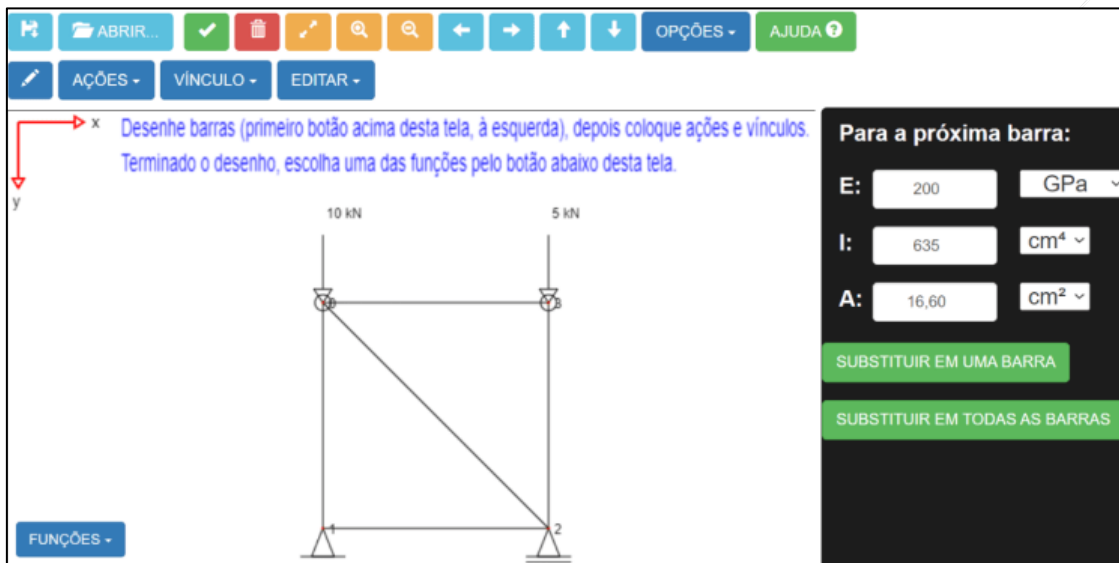 ABRIR... OPÇÕES AJUDA ?
AÇÕES VÍNCULO EDITAR
x
y
Desenhe barras (primeiro botão acima desta tela, à esquerda), depois coloque ações e vínculos.
Terminado o desenho, escolha uma das funções pelo botão abaixo desta tela.
10 kN 5 kN
3
1 2
FUNÇÕES
Para a próxima barra:
E: 200 GPa
I: 635 cm⁴
A: 16,60 cm²
SUBSTITUIR EM UMA BARRA
SUBSTITUIR EM TODAS AS BARRAS